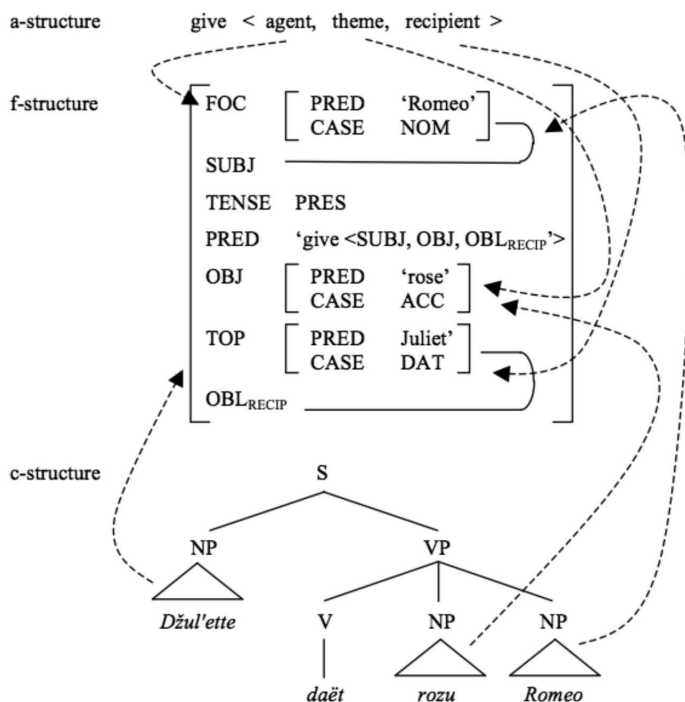 a-structure give < agent, theme, recipient >
f-structure FOC PRED ‘Romeo’
CASE NOM
SUBJ
TENSE PRES
PRED ‘give <SUBJ, OBJ, OBLRECIP’>
OBJ PRED ‘rose’
CASE ACC
TOP PRED Juliet’
CASE DAT
OBLRECIP
c-structure S
NP VP
Džul'ette V NP NP
daët rozu Romeo